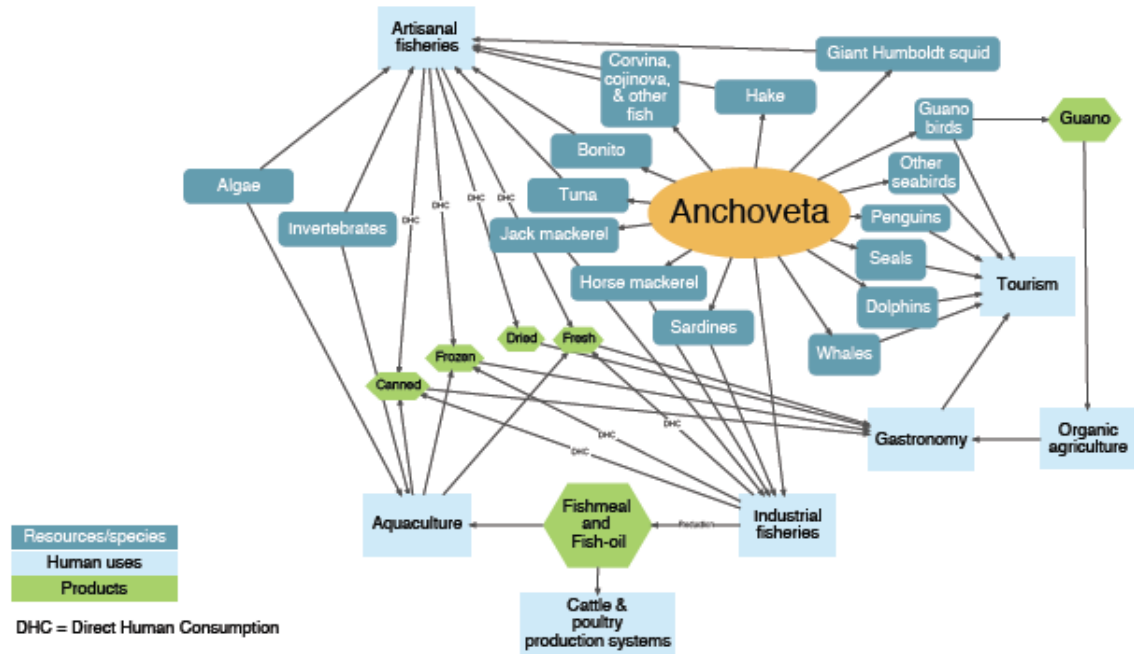 Artisanal
fisheries
Giant Humboldt squid
Corvina,
cojinova,
& other
fish
Hake
Guano
birds
Guano
Bonito
Other
seabirds
Algae
Tuna
Anchoveta
Penguins
Invertebrates
DHC
DHC
DHC
DHC
Jack mackerel
Seals
Tourism
Horse mackerel
Dolphins
Sardines
Dried
Fresh
Whales
Frozen
Canned
DHC
DHC
DHC
Gastronomy
Organic
agriculture
Aquaculture
Fishmeal
and
Fish-oil
Production
Industrial
fisheries
Resources/species
Human uses
Products
Cattle &
poultry
production systems
DHC = Direct Human Consumption